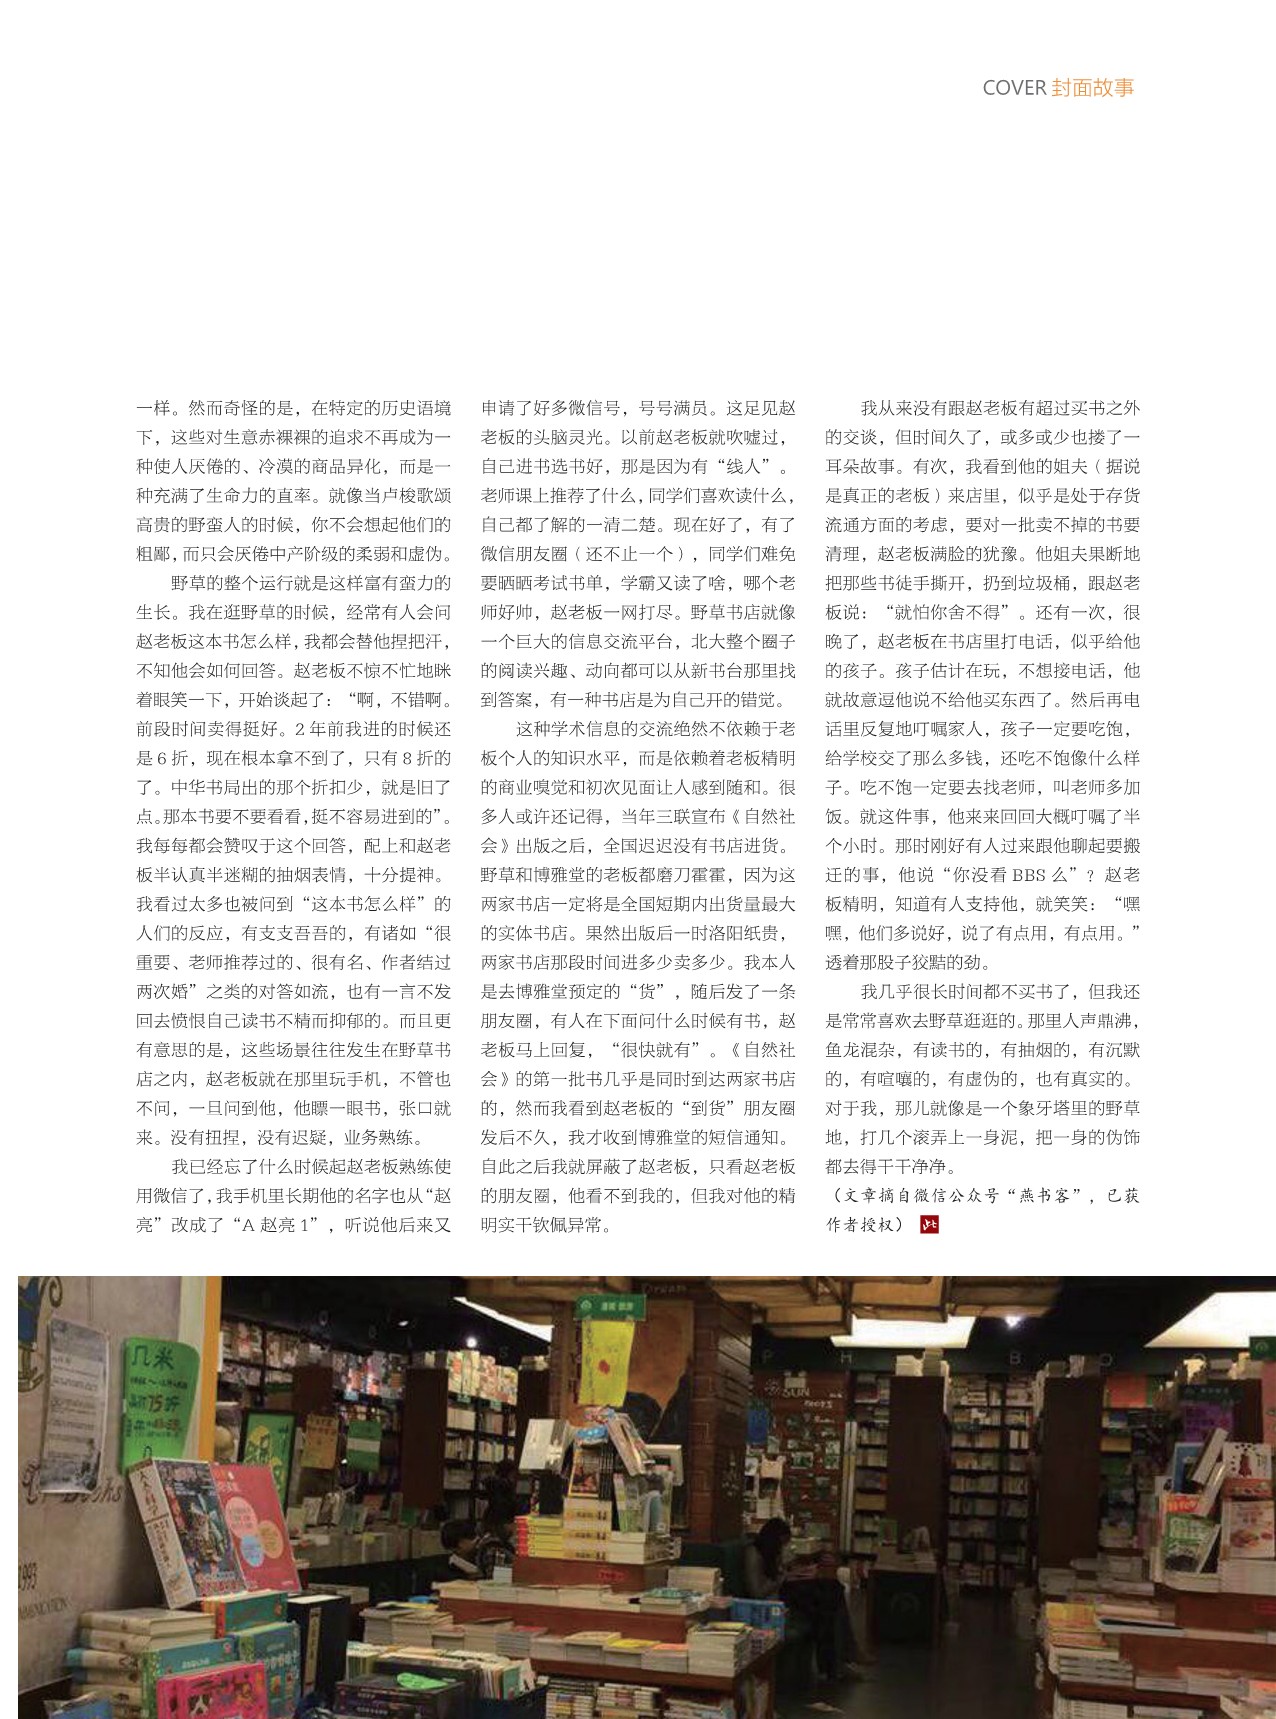 COVER 封面故事
一样。然而奇怪的是，在特定的历史语境
下，这些对生意赤裸裸的追求不再成为一
种使人厌倦的、冷漠的商品异化，而是一
种充满了生命力的直率。就像当卢梭歌颂
高贵的野蛮人的时候，你不会想起他们的
粗鄙，而只会厌倦中产阶级的柔弱和虚伪。
野草的整个运行就是这样富有蛮力的
生长。我在逛野草的时候，经常有人会问
赵老板这本书怎么样，我都会替他捏把汗，
不知他会如何回答。赵老板不惊不忙地眯
着眼笑一下，开始谈起了：“啊，不错啊。
前段时间卖得挺好。2 年前我进的时候还
是 6 折，现在根本拿不到了，只有 8 折的
了。中华书局出的那个折扣少，就是旧了
点。那本书要不要看看，挺不容易进到的”。
我每每都会赞叹于这个回答，配上和赵老
板半认真半迷糊的抽烟表情，十分提神。
我看过太多也被问到“这本书怎么样”的
人们的反应，有支支吾吾的，有诸如“很
重要、老师推荐过的、很有名、作者结过
两次婚”之类的对答如流，也有一言不发
回去愤恨自己读书不精而抑郁的。而且更
有意思的是，这些场景往往发生在野草书
店之内，赵老板就在那里玩手机，不管也
不问，一旦问到他，他瞟一眼书，张口就
来。没有扭捏，没有迟疑，业务熟练。
我已经忘了什么时候起赵老板熟练使
用微信了，我手机里长期他的名字也从“赵
亮”改成了“A 赵亮 1”，听说他后来又
申请了好多微信号，号号满员。这足见赵
老板的头脑灵光。以前赵老板就吹嘘过，
自己进书选书好，那是因为有“线人”。
老师课上推荐了什么，同学们喜欢读什么，
自己都了解的一清二楚。现在好了，有了
微信朋友圈（还不止一个），同学们难免
要晒晒考试书单，学霸又读了啥，哪个老
师好帅，赵老板一网打尽。野草书店就像
一个巨大的信息交流平台，北大整个圈子
的阅读兴趣、动向都可以从新书台那里找
到答案，有一种书店是为自己开的错觉。
这种学术信息的交流绝然不依赖于老
板个人的知识水平，而是依赖着老板精明
的商业嗅觉和初次见面让人感到随和。很
多人或许还记得，当年三联宣布《自然社
会》出版之后，全国迟迟没有书店进货。
野草和博雅堂的老板都磨刀霍霍，因为这
两家书店一定将是全国短期内出货量最大
的实体书店。果然出版后一时洛阳纸贵，
两家书店那段时间进多少卖多少。我本人
是去博雅堂预定的“货”，随后发了一条
朋友圈，有人在下面问什么时候有书，赵
老板马上回复，“很快就有”。《自然社
会》的第一批书几乎是同时到达两家书店
的，然而我看到赵老板的“到货”朋友圈
发后不久，我才收到博雅堂的短信通知。
自此之后我就屏蔽了赵老板，只看赵老板
的朋友圈，他看不到我的，但我对他的精
明实干钦佩异常。
我从来没有跟赵老板有超过买书之外
的交谈，但时间久了，或多或少也搂了一
耳朵故事。有次，我看到他的姐夫（据说
是真正的老板）来店里，似乎是处于存货
流通方面的考虑，要对一批卖不掉的书要
清理，赵老板满脸的犹豫。他姐夫果断地
把那些书徒手撕开，扔到垃圾桶，跟赵老
板说：“就怕你舍不得”。还有一次，很
晚了，赵老板在书店里打电话，似乎给他
的孩子。孩子估计在玩，不想接电话，他
就故意逗他说不给他买东西了。然后再电
话里反复地叮嘱家人，孩子一定要吃饱，
给学校交了那么多钱，还吃不饱像什么样
子。吃不饱一定要去找老师，叫老师多加
饭。就这件事，他来来回回大概叮嘱了半
个小时。那时刚好有人过来跟他聊起要搬
迁的事，他说“你没看 BBS 么”？赵老
板精明，知道有人支持他，就笑笑：“嘿
嘿，他们多说好，说了有点用，有点用。”
透着那股子狡黠的劲。
我几乎很长时间都不买书了，但我还
是常常喜欢去野草逛逛的。那里人声鼎沸，
鱼龙混杂，有读书的，有抽烟的，有沉默
的，有喧嚷的，有虚伪的，也有真实的。
对于我，那儿就像是一个象牙塔里的野草
地，打几个滚弄上一身泥，把一身的伪饰
都去得干干净净。
（文章摘自微信公众号“燕书客”，已获
作者授权）
几米
75折
SUN
P H B O O
Books
1993